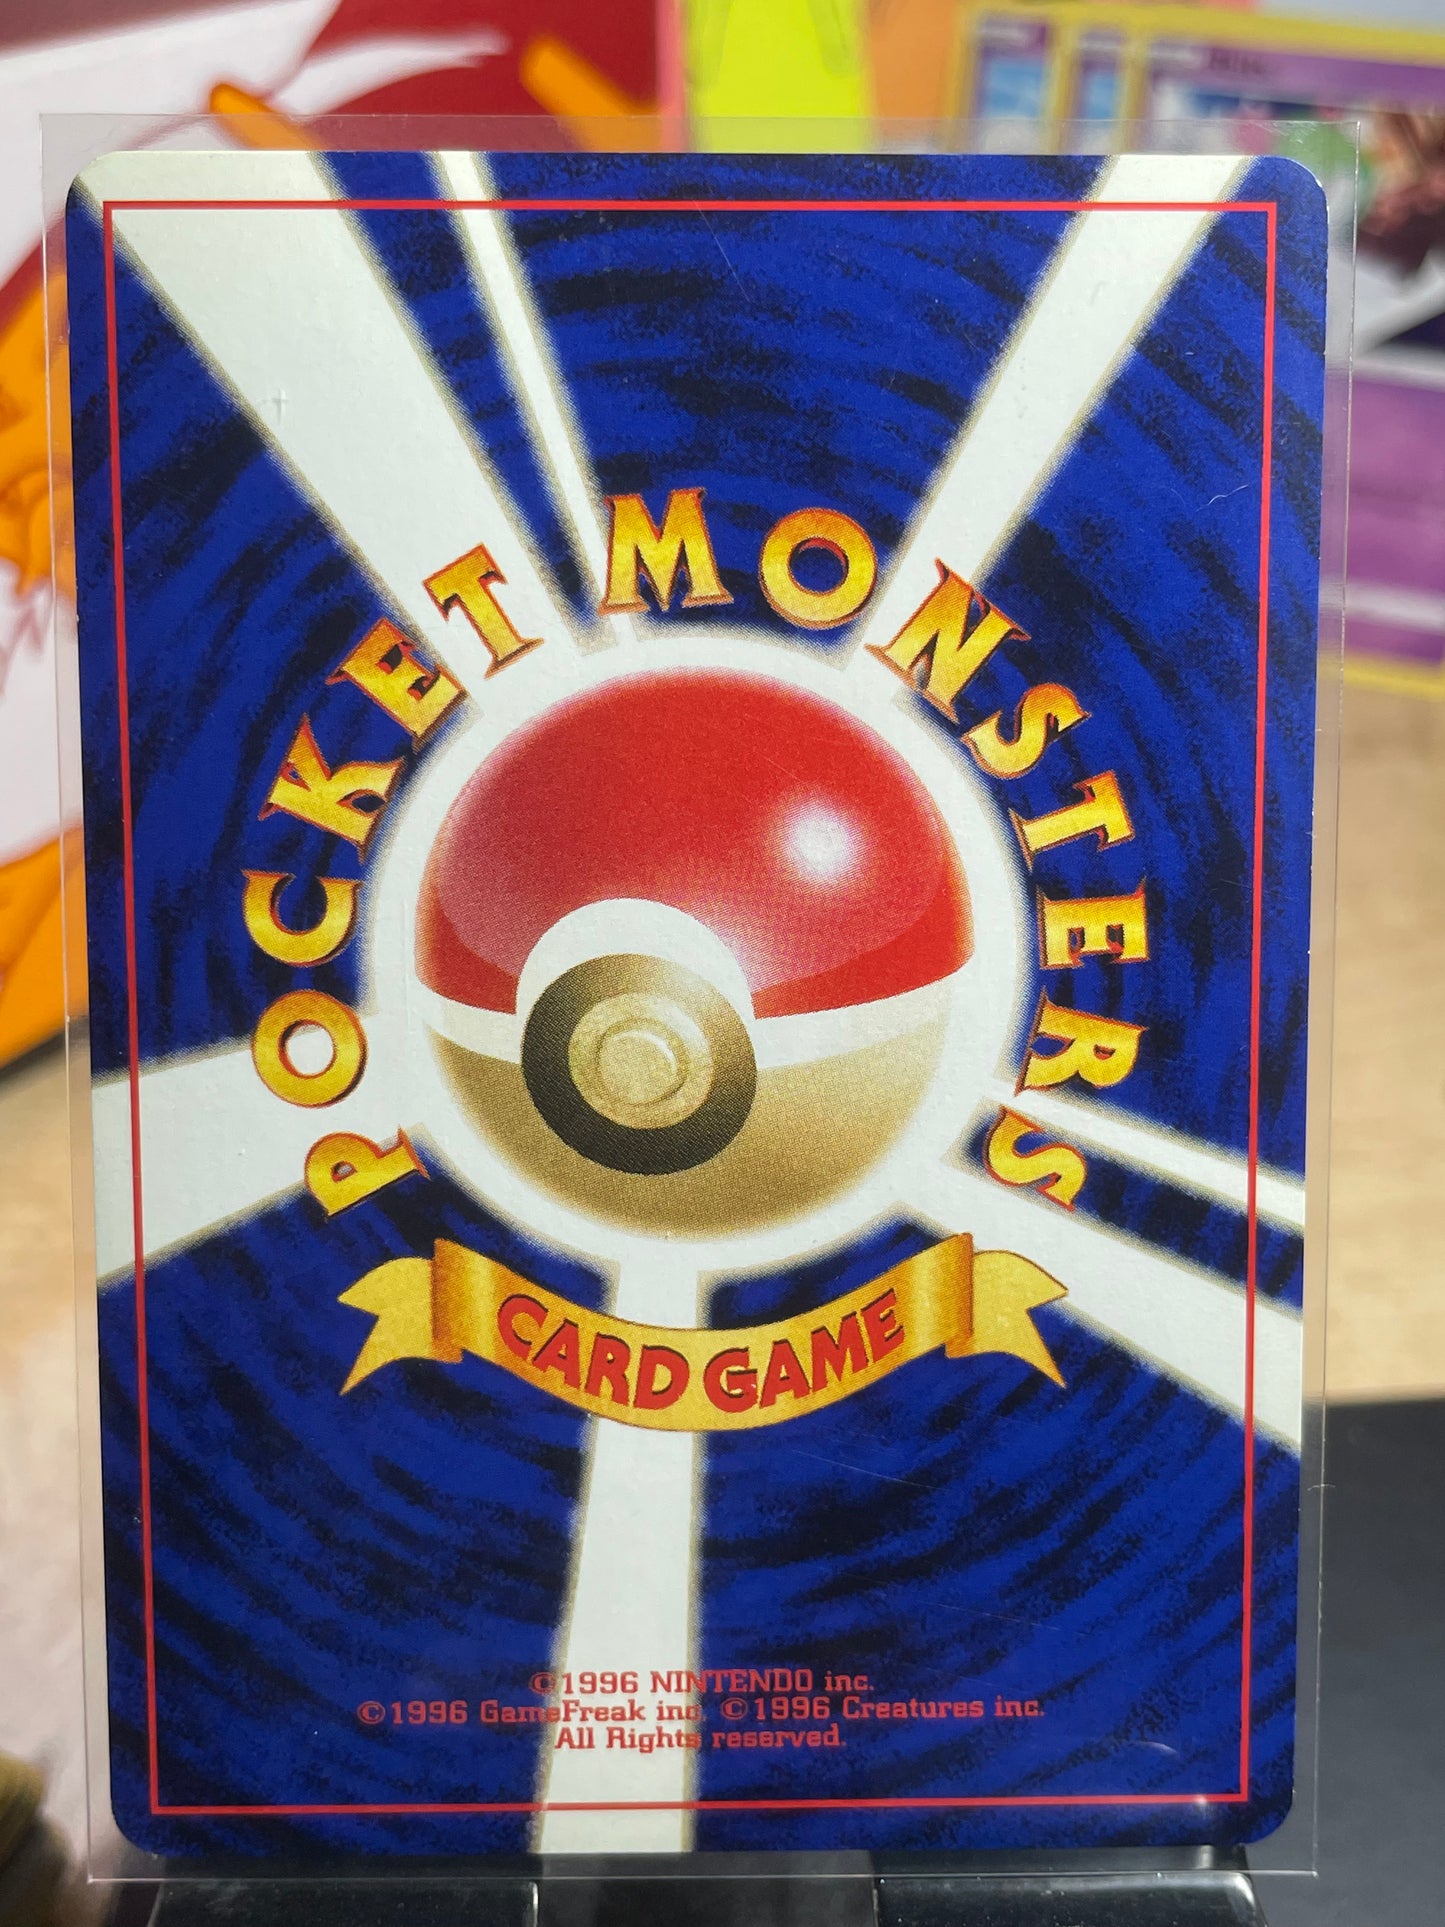 POCKET MONSTERS
CARD GAME
©1996 NINTENDO inc.
©1996 GameFreak inc. ©1996 Creatures inc.
All Rights reserved.